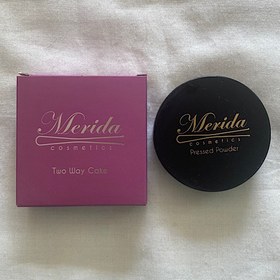 Merida
cosmetics
Two Way Cake
Merida
cosmetics
Pressed Powder